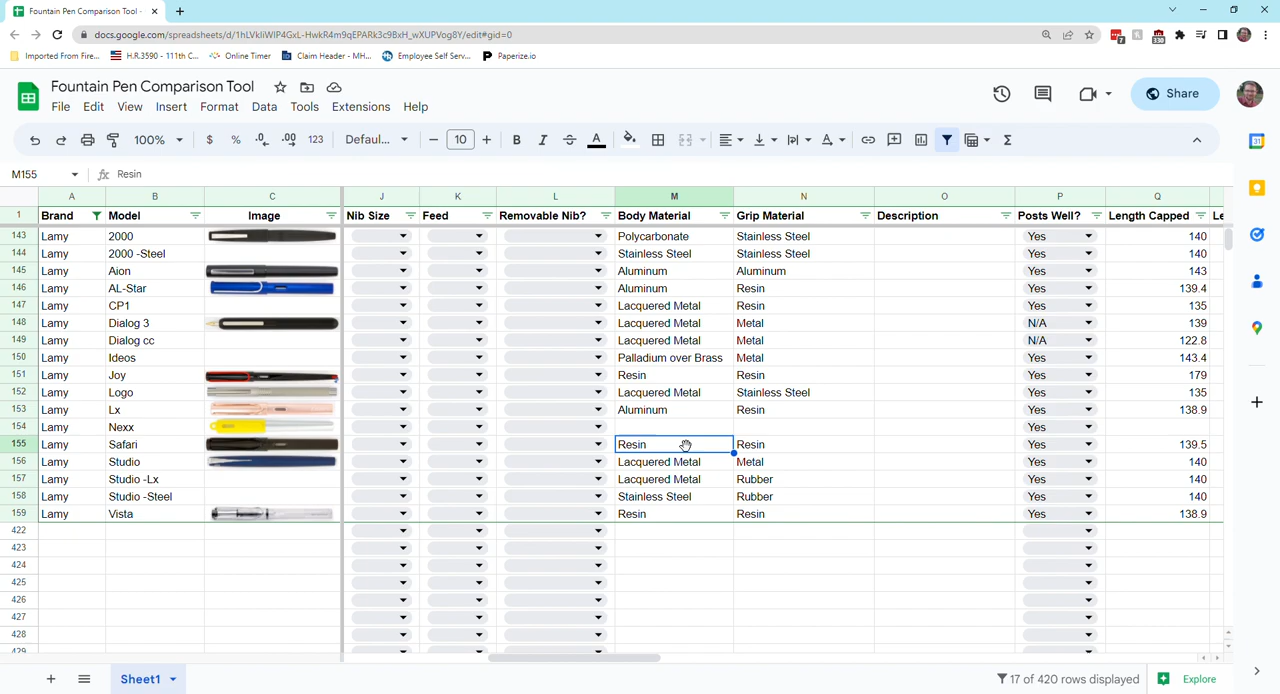 Fountain Pen Comparison Tool -
docs.google.com/spreadsheets/d/1hLVkIiWIP4GxL-HwkR4m9qEPARk3c9BxH_wXUPVog8Y/edit#gid=0
7
330
Imported From Fire... H.R.3590 - 111th C... Online Timer Claim Header - MH... Employee Self Serv... Paperize.io
Fountain Pen Comparison Tool
File Edit View Insert Format Data Tools Extensions Help
Share
100% $ % .0 .00 123 Defaul... 10 B I A Σ
M155 fx Resin
A B C J K L M N O P Q
1 Brand Model Image Nib Size Feed Removable Nib? Body Material Grip Material Description Posts Well? Length Capped Le
143 Lamy 2000 Polycarbonate Stainless Steel Yes 140
144 Lamy 2000 -Steel Stainless Steel Stainless Steel Yes 140
145 Lamy Aion Aluminum Aluminum Yes 143
146 Lamy AL-Star Aluminum Resin Yes 139.4
147 Lamy CP1 Lacquered Metal Resin Yes 135
148 Lamy Dialog 3 Lacquered Metal Metal N/A 139
149 Lamy Dialog cc Lacquered Metal Metal N/A 122.8
150 Lamy Ideos Palladium over Brass Metal Yes 143.4
151 Lamy Joy Resin Resin Yes 179
152 Lamy Logo Lacquered Metal Stainless Steel Yes 135
153 Lamy Lx Aluminum Resin Yes 138.9
154 Lamy Nexx Yes
155 Lamy Safari Resin Resin Yes 139.5
156 Lamy Studio Lacquered Metal Metal Yes 140
157 Lamy Studio -Lx Lacquered Metal Rubber Yes 140
158 Lamy Studio -Steel Stainless Steel Rubber Yes 140
159 Lamy Vista Resin Resin Yes 138.9
422
423
424
425
426
427
428
429
Sheet1 17 of 420 rows displayed Explore